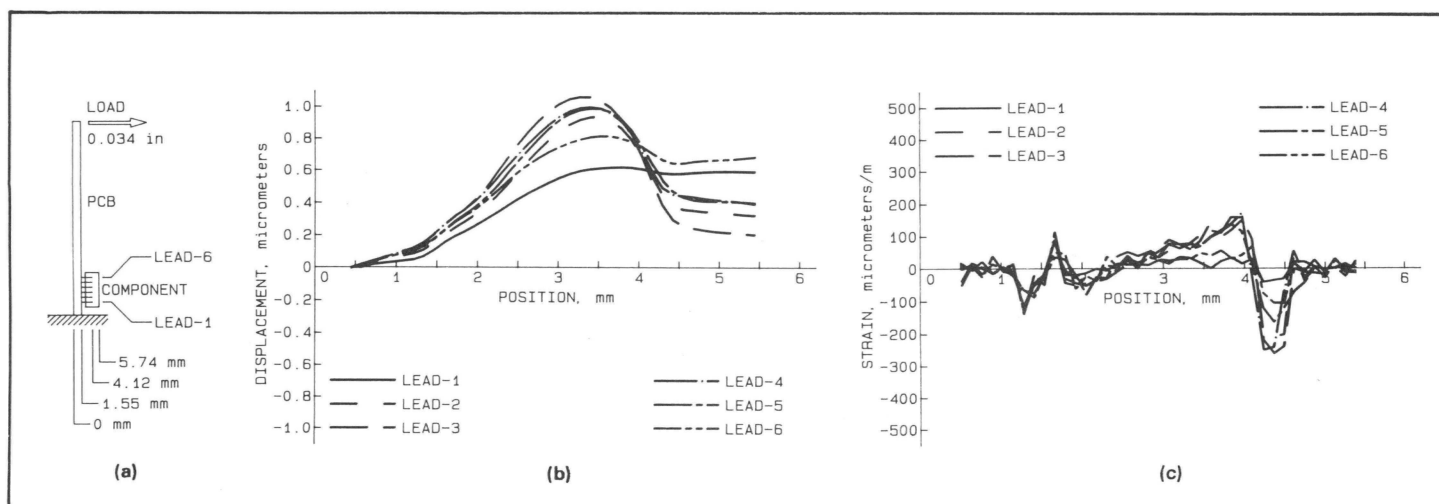 LOAD
0.034 in
PCB
LEAD-6
COMPONENT
LEAD-1
5.74 mm
4.12 mm
1.55 mm
0 mm
(a)
DISPLACEMENT, micrometers
1.0
0.8
0.6
0.4
0.2
0
-0.2
-0.4
-0.6
-0.8
-1.0
0 1 2 3 4 5 6
POSITION, mm
LEAD-1
LEAD-2
LEAD-3
LEAD-4
LEAD-5
LEAD-6
(b)
STRAIN, micrometers/m
500
400
300
200
100
0
-100
-200
-300
-400
-500
0 1 2 3 4 5 6
POSITION, mm
LEAD-1
LEAD-2
LEAD-3
LEAD-4
LEAD-5
LEAD-6
(c)